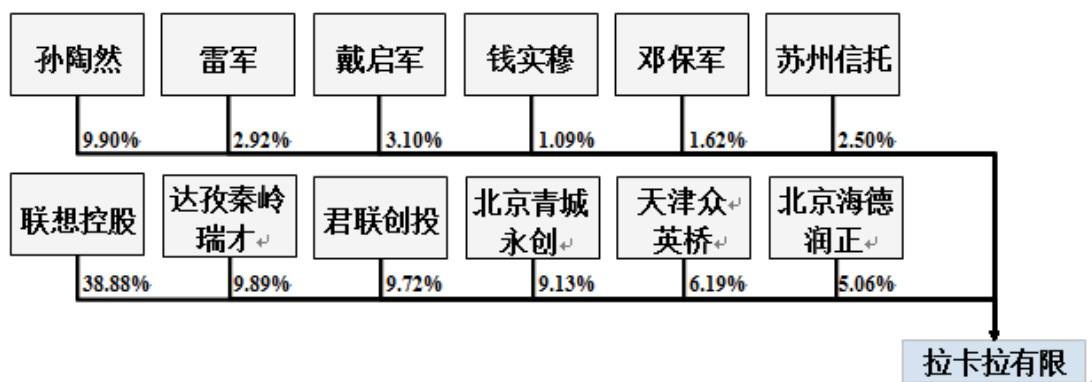 孙陶然 雷军 戴启军 钱实穆 邓保军 苏州信托
9.90% 2.92% 3.10% 1.09% 1.62% 2.50%
联想控股 达孜秦岭 君联创投 北京青城 天津众 北京海德
瑞才 永创 英桥 润正
38.88% 9.89% 9.72% 9.13% 6.19% 5.06%
拉卡拉有限